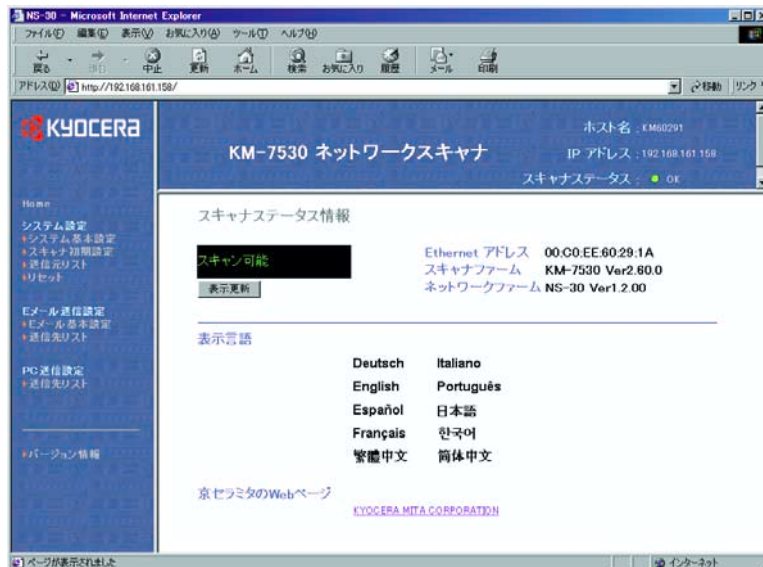 NS-30 - Microsoft Internet Explorer
ファイル(F) 編集(E) 表示(V) お気に入り(A) ツール(T) ヘルプ(H)
戻る 進む 中止 更新 ホーム 検索 お気に入り 履歴 メール 印刷
アドレス(D) http://192.168.161.158/ 移動 リンク
KYOCERA
KM-7530 ネットワークスキャナ
ホスト名 : KM60291
IP アドレス : 192.168.161.158
スキャナステータス : OK
Home
システム設定
システム基本設定
スキャナ初期設定
送信元リスト
リセット
Eメール送信設定
Eメール基本設定
送信先リスト
PC送信設定
送信先リスト
バージョン情報
スキャナステータス情報
スキャン可能
表示更新
Ethernet アドレス 00:C0:EE:60:29:1A
スキャナファーム KM-7530 Ver2.60.0
ネットワークファーム NS-30 Ver1.2.00
表示言語
Deutsch Italiano
English Português
Español 日本語
Français 한국어
繁體中文 简体中文
京セラミタのWebページ
KYOCERA MITA CORPORATION
ページが表示されました インターネット